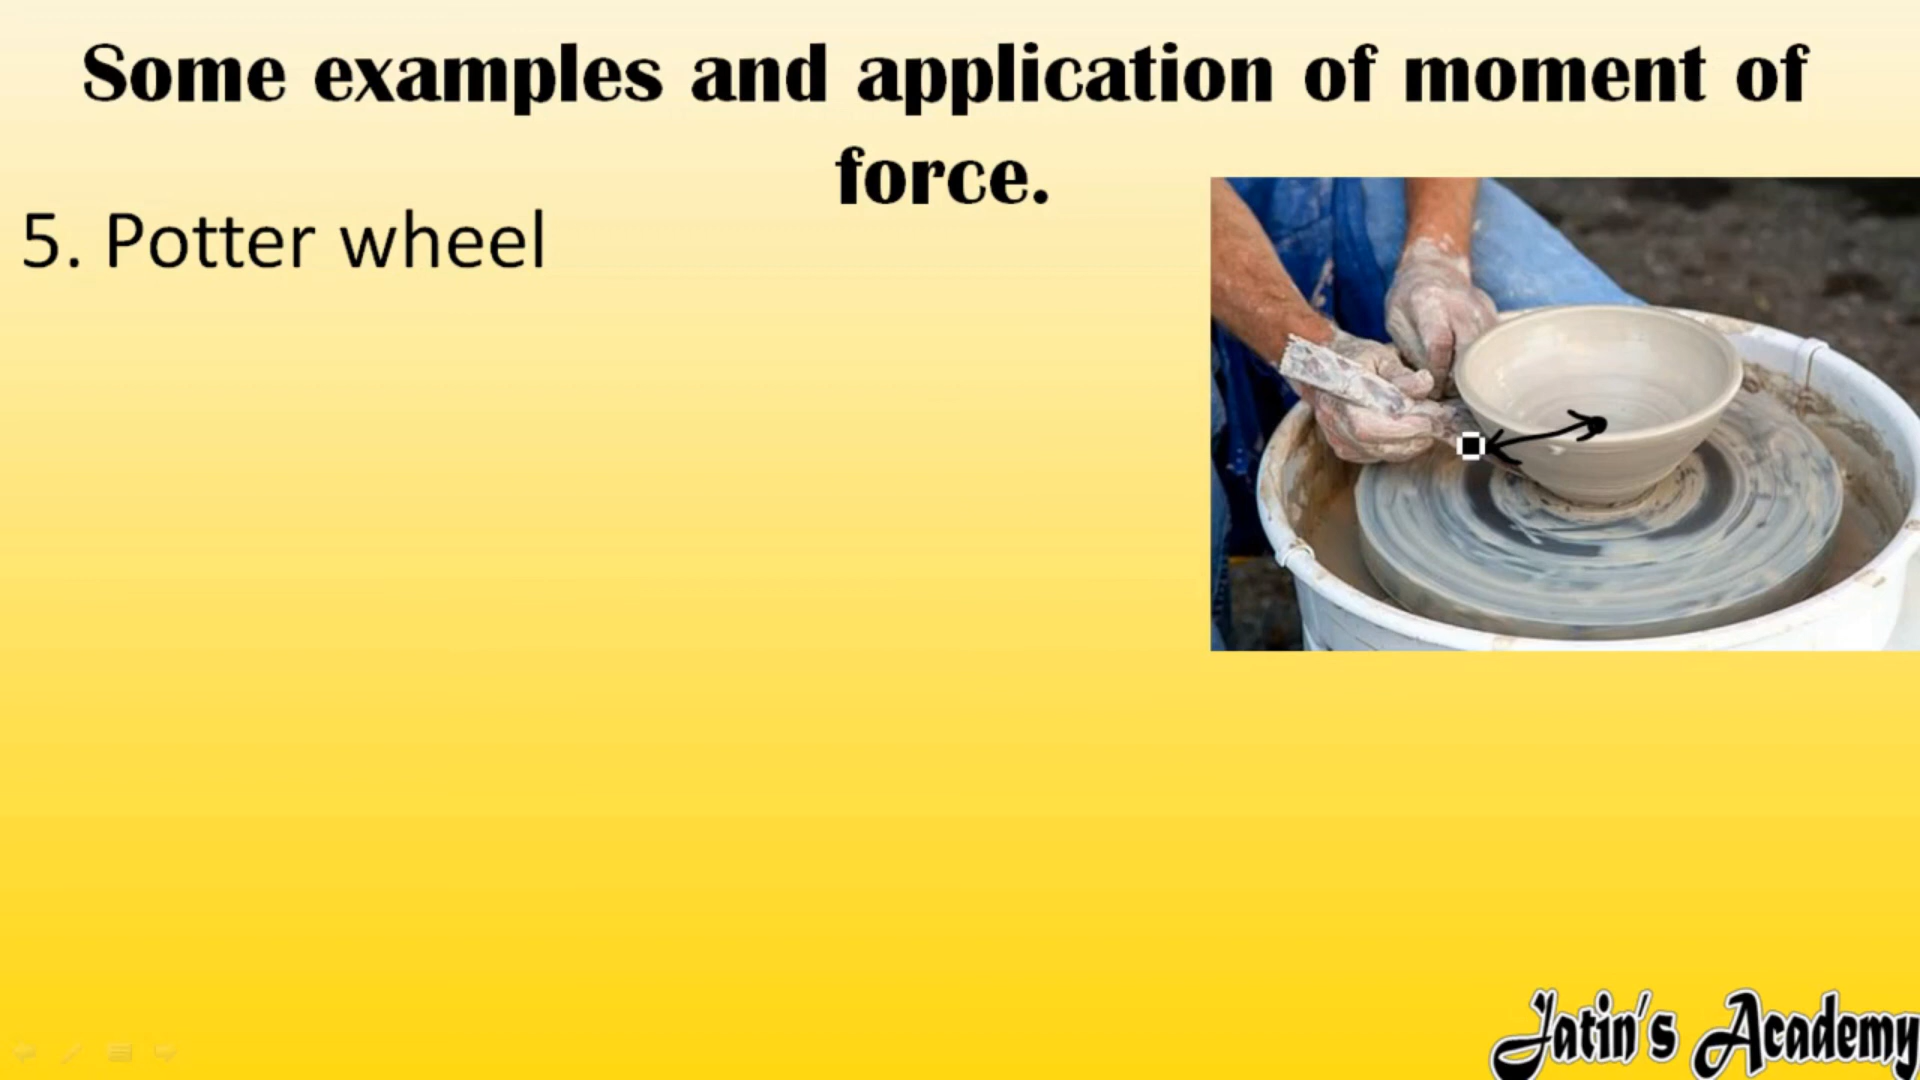 Some examples and application of moment of
force.
5. Potter wheel
Jatin's Academy